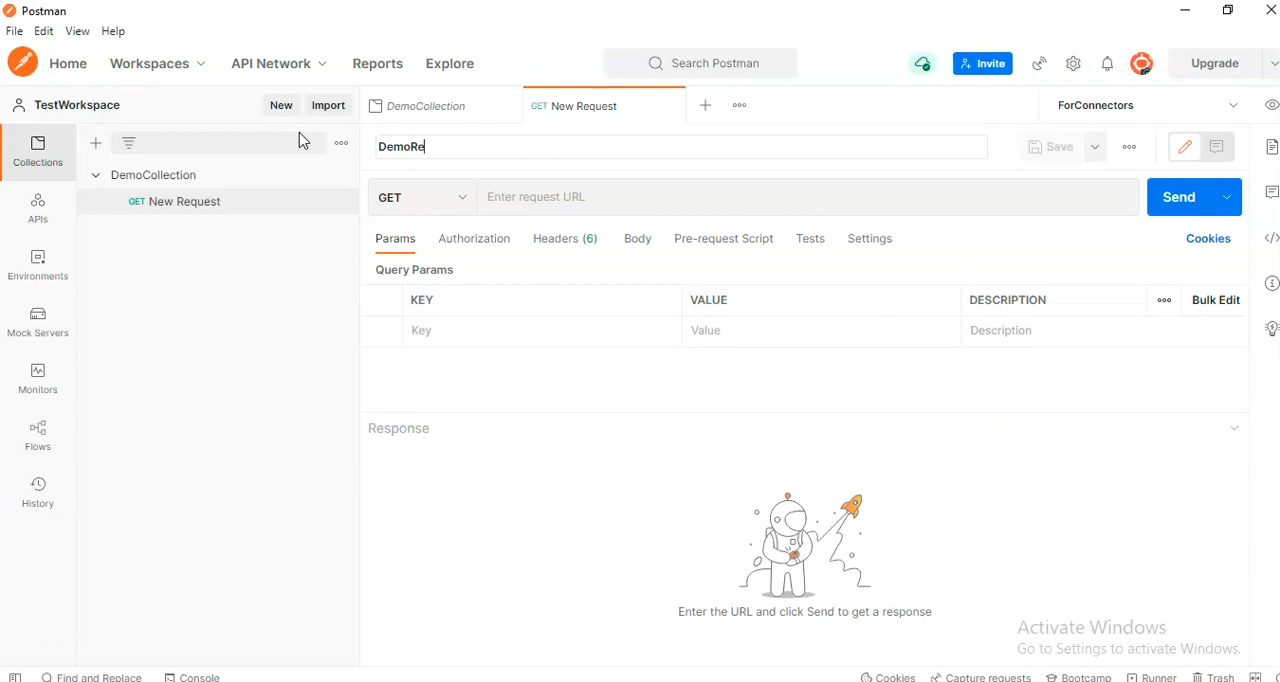 Postman
File Edit View Help
Home Workspaces API Network Reports Explore Search Postman Invite Upgrade
TestWorkspace New Import DemoCollection GET New Request ForConnectors
Collections
APIs
Environments
Mock Servers
Monitors
Flows
History
DemoCollection
GET New Request
DemoRe Save
GET Enter request URL Send
Params Authorization Headers (6) Body Pre-request Script Tests Settings Cookies
Query Params
KEY VALUE DESCRIPTION Bulk Edit
Key Value Description
Response
Enter the URL and click Send to get a response
Activate Windows
Go to Settings to activate Windows.
Find and Replace Console Cookies Capture requests Bootcamp Runner Trash